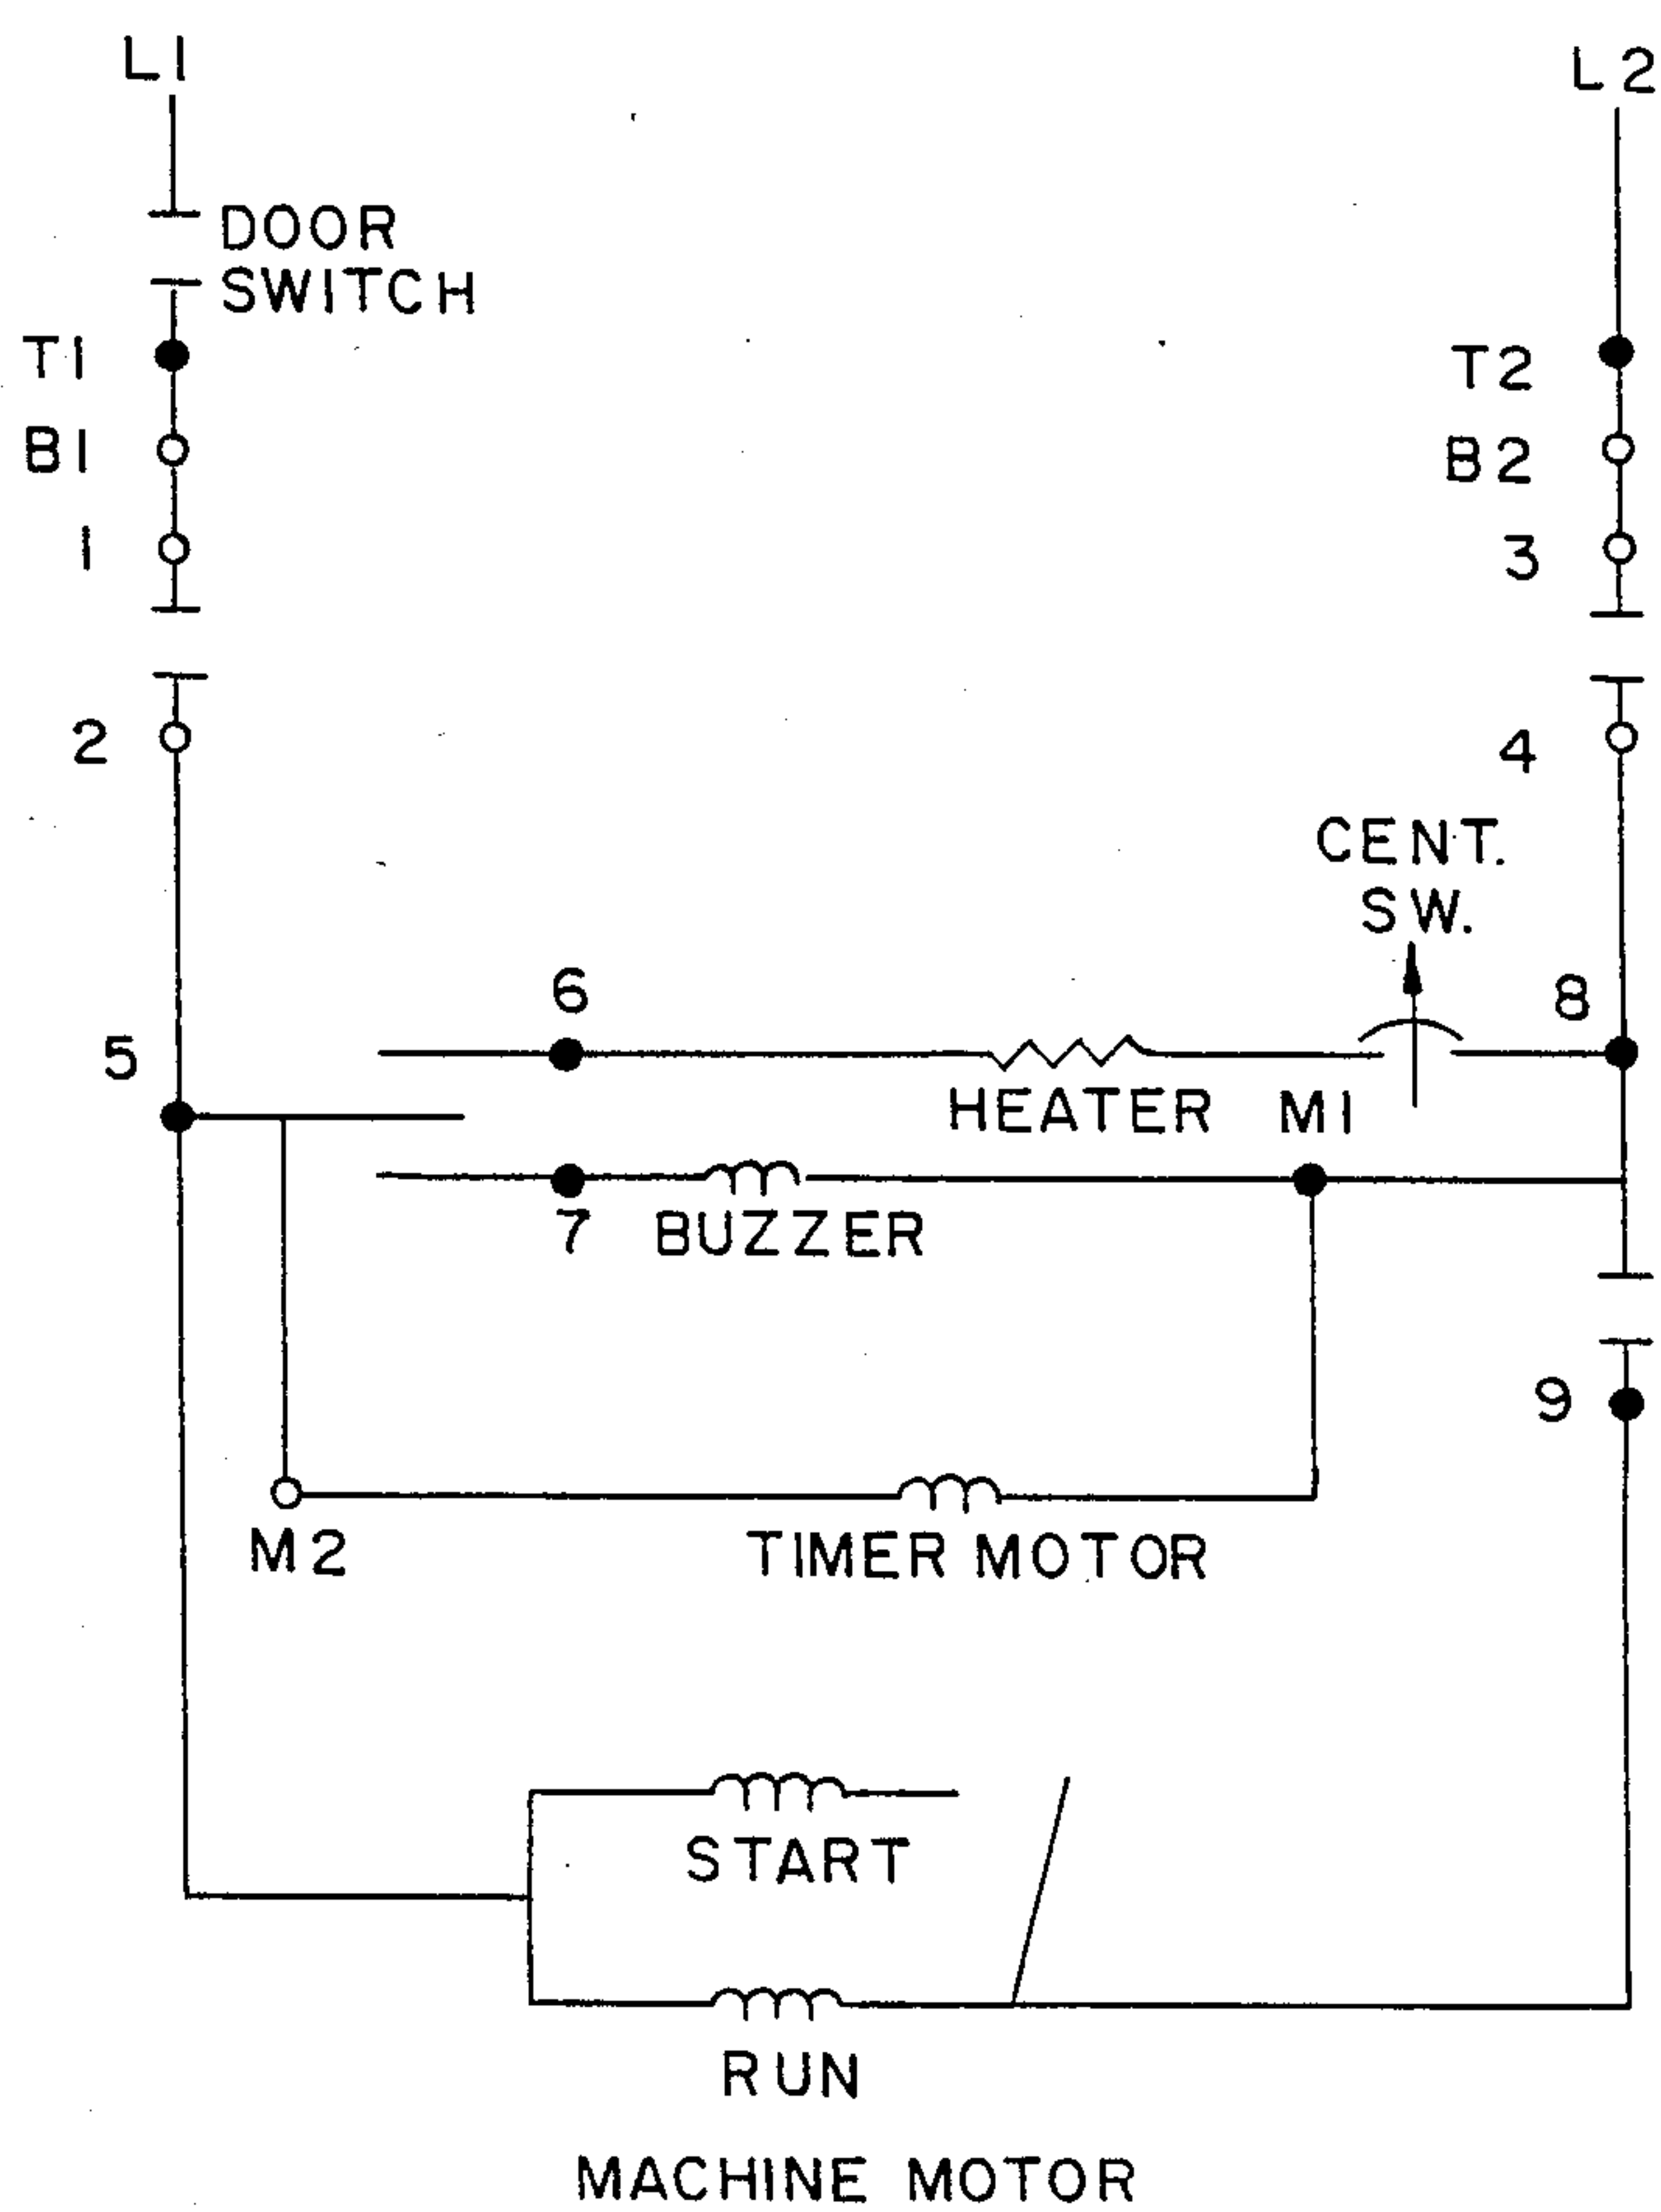 L1
L2
DOOR
SWITCH
T1
T2
B1
B2
1
3
2
4
CENT.
SW.
6
8
5
HEATER M1
7 BUZZER
9
M2
TIMER MOTOR
START
RUN
MACHINE MOTOR